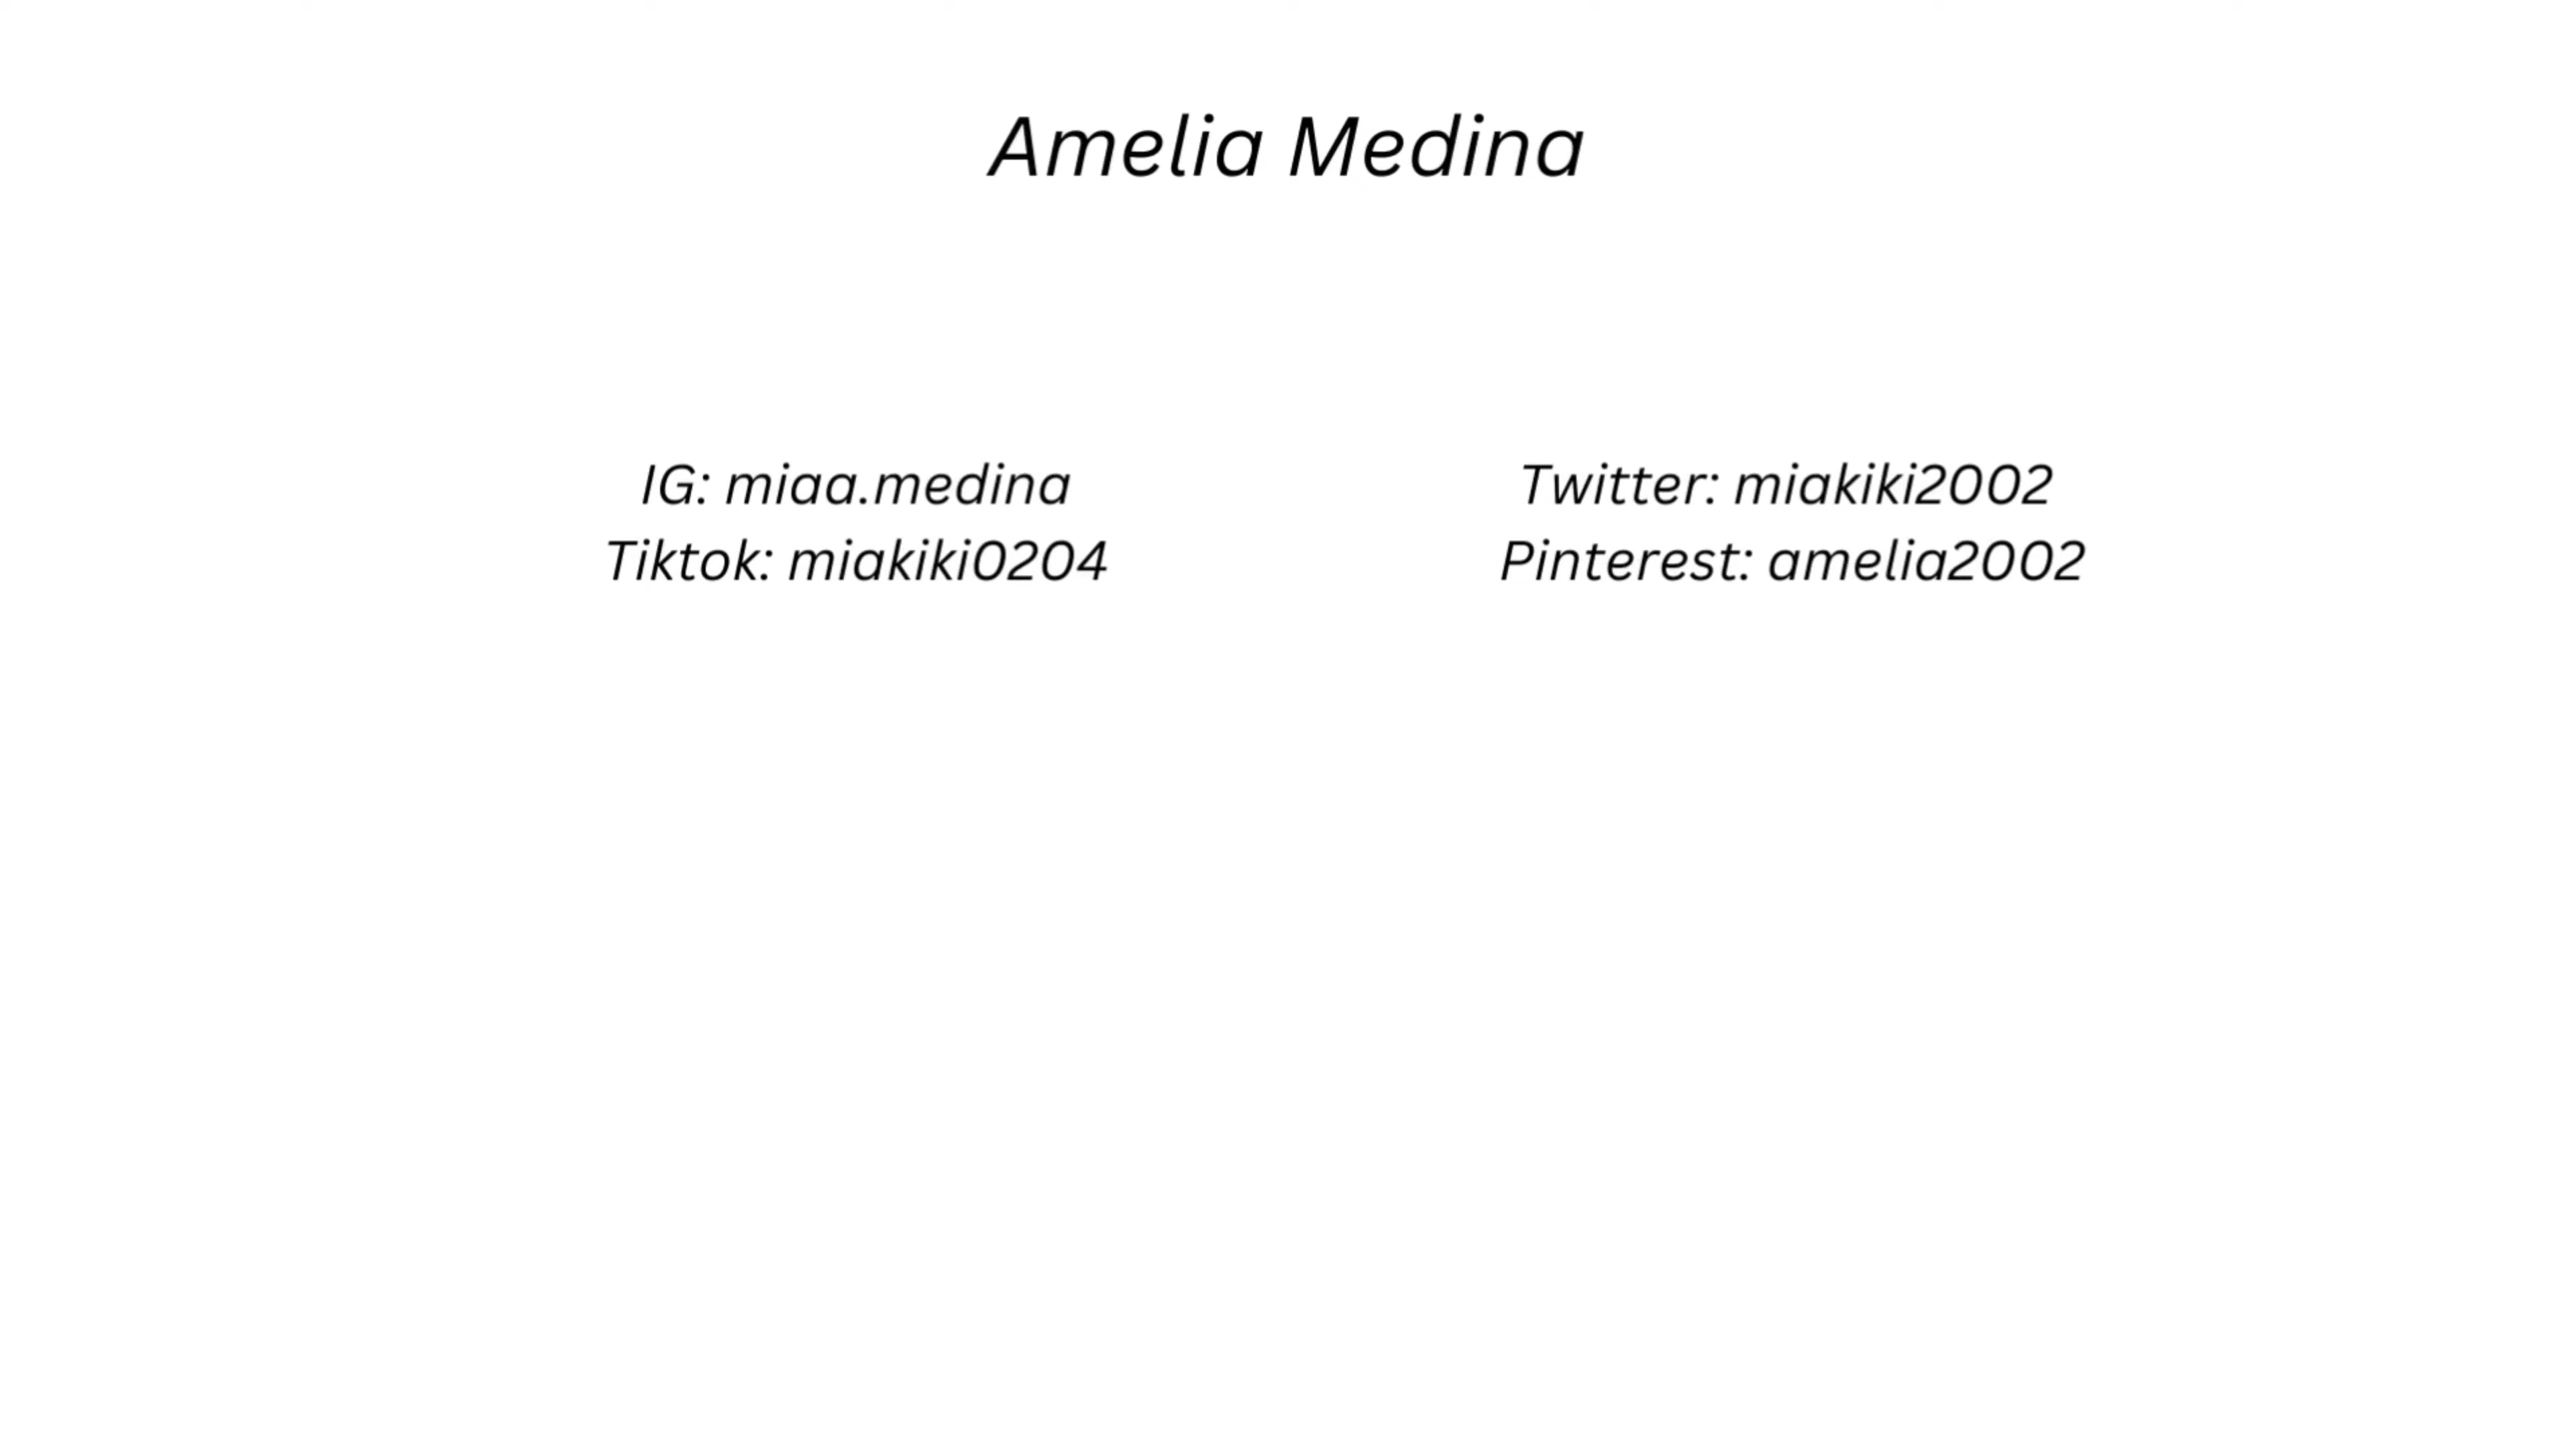 Amelia Medina
IG: miaa.medina
Tiktok: miakiki0204
Twitter: miakiki2002
Pinterest: amelia2002